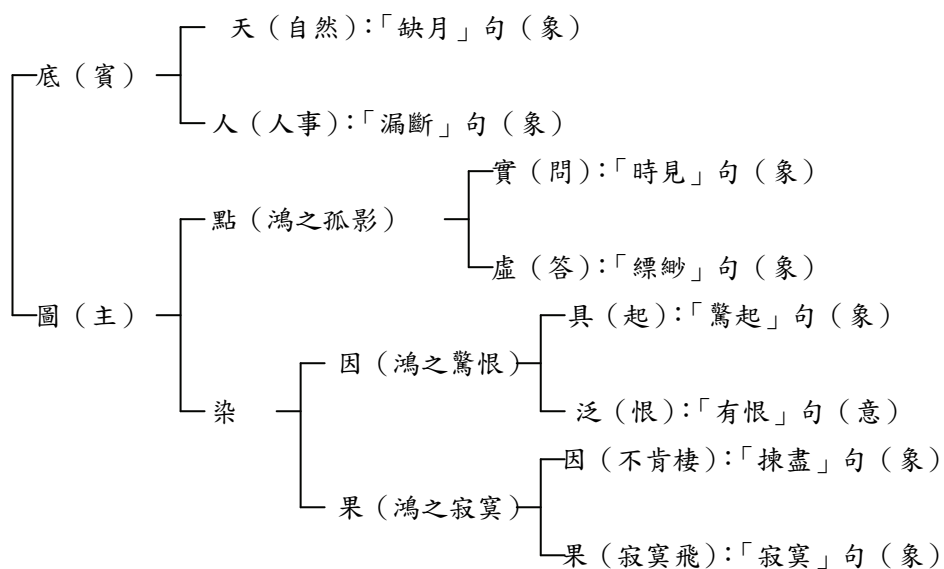 天（自然）：「缺月」句（象）
底（賓）
人（人事）：「漏斷」句（象）
實（問）：「時見」句（象）
點（鴻之孤影）
虛（答）：「縹緲」句（象）
圖（主）
具（起）：「驚起」句（象）
因（鴻之驚恨）
染
泛（恨）：「有恨」句（意）
因（不肯棲）：「揀盡」句（象）
果（鴻之寂寞）
果（寂寞飛）：「寂寞」句（象）